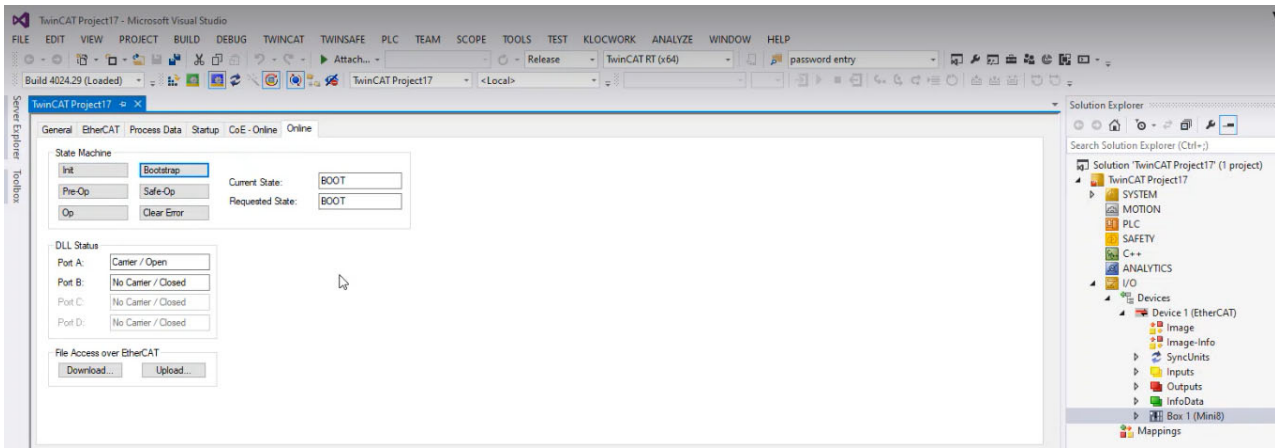 TwinCAT Project17 - Microsoft Visual Studio
FILE EDIT VIEW PROJECT BUILD DEBUG TWINCAT TWINSAFE PLC TEAM SCOPE TOOLS TEST KLOCWORK ANALYZE WINDOW HELP
Attach... Release TwinCAT RT (x64) password entry
Build 4024.29 (Loaded) TwinCAT Project17 <Local>
Server Explorer
Toolbox
TwinCAT Project17
General EtherCAT Process Data Startup CoE - Online Online
State Machine
Init Bootstrap
Pre-Op Safe-Op
Op Clear Error
Current State: BOOT
Requested State: BOOT
DLL Status
Port A: Carrier / Open
Port B: No Carrier / Closed
Port C: No Carrier / Closed
Port D: No Carrier / Closed
File Access over EtherCAT
Download... Upload...
Solution Explorer
Search Solution Explorer (Ctrl+;)
Solution 'TwinCAT Project17' (1 project)
TwinCAT Project17
SYSTEM
MOTION
PLC
SAFETY
C++
ANALYTICS
I/O
Devices
Device 1 (EtherCAT)
Image
Image-Info
SyncUnits
Inputs
Outputs
InfoData
Box 1 (Mini8)
Mappings